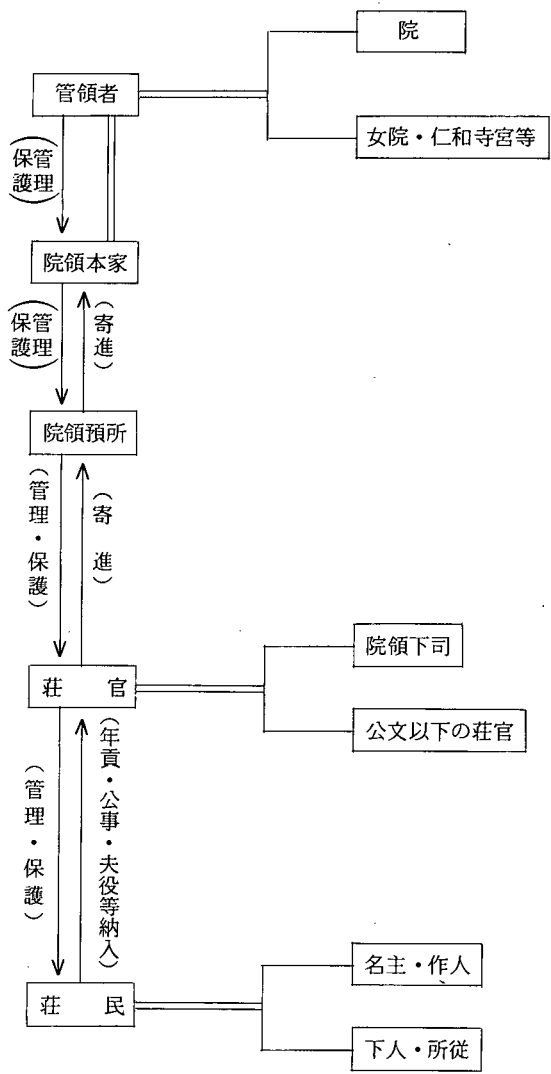 院
管領者
女院・仁和寺宮等
(管理保護)
院領本家
(管理保護)
(寄進)
院領預所
(管理・保護)
(寄進)
院領下司
荘官
公文以下の荘官
(管理・保護)
(年貢・公事・夫役等納入)
名主・作人
荘民
下人・所従